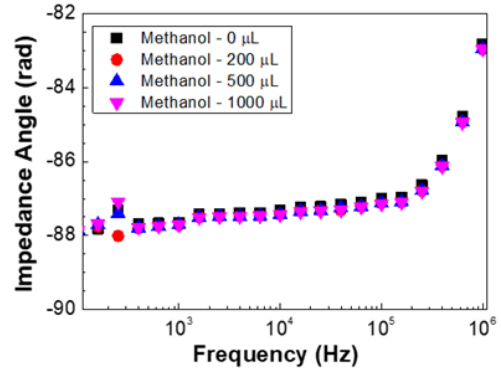 -82
-84
-86
-88
-90
Impedance Angle (rad)
Methanol - 0 μL
Methanol - 200 μL
Methanol - 500 μL
Methanol - 1000 μL
10³ 10⁴ 10⁵ 10⁶
Frequency (Hz)